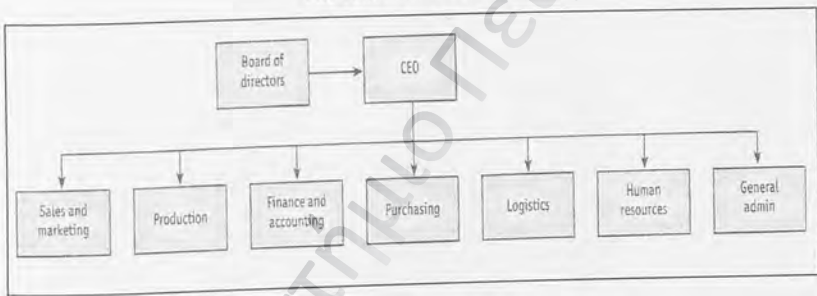 Board of
directors
CEO
Sales and
marketing
Production
Finance and
accounting
Purchasing
Logistics
Human
resources
General
admin